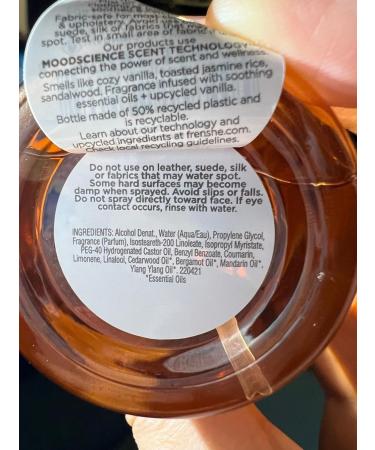 Fabric-safe for most
& upholstery. Avoid
suede, silk or fabrics that may
spot. Test in small area of fabric
Our products use
MOODSCIENCE SCENT TECHNOLOGY
connecting the power of scent and wellness.
Smells like cozy vanilla, toasted jasmine rice,
sandalwood. Fragrance infused with soothing
essential oils + upcycled vanilla.
Bottle made of 50% recycled plastic and
is recyclable.
Learn about our technology and
upcycled ingredients at frenshe.com.
Check local recycling guidelines.
Do not use on leather, suede, silk
or fabrics that may water spot.
Some hard surfaces may become
damp when sprayed. Avoid slips or falls.
Do not spray directly toward face. If eye
contact occurs, rinse with water.
INGREDIENTS: Alcohol Denat., Water (Aqua/Eau), Propylene Glycol,
Fragrance (Parfum), Isosteareth-200 Linoleate, Isopropyl Myristate,
PEG-40 Hydrogenated Castor Oil, Benzyl Benzoate, Coumarin,
Limonene, Linalool, Cedarwood Oil*, Bergamot Oil*, Mandarin Oil*,
Ylang Ylang Oil*. 220421
*Essential Oils